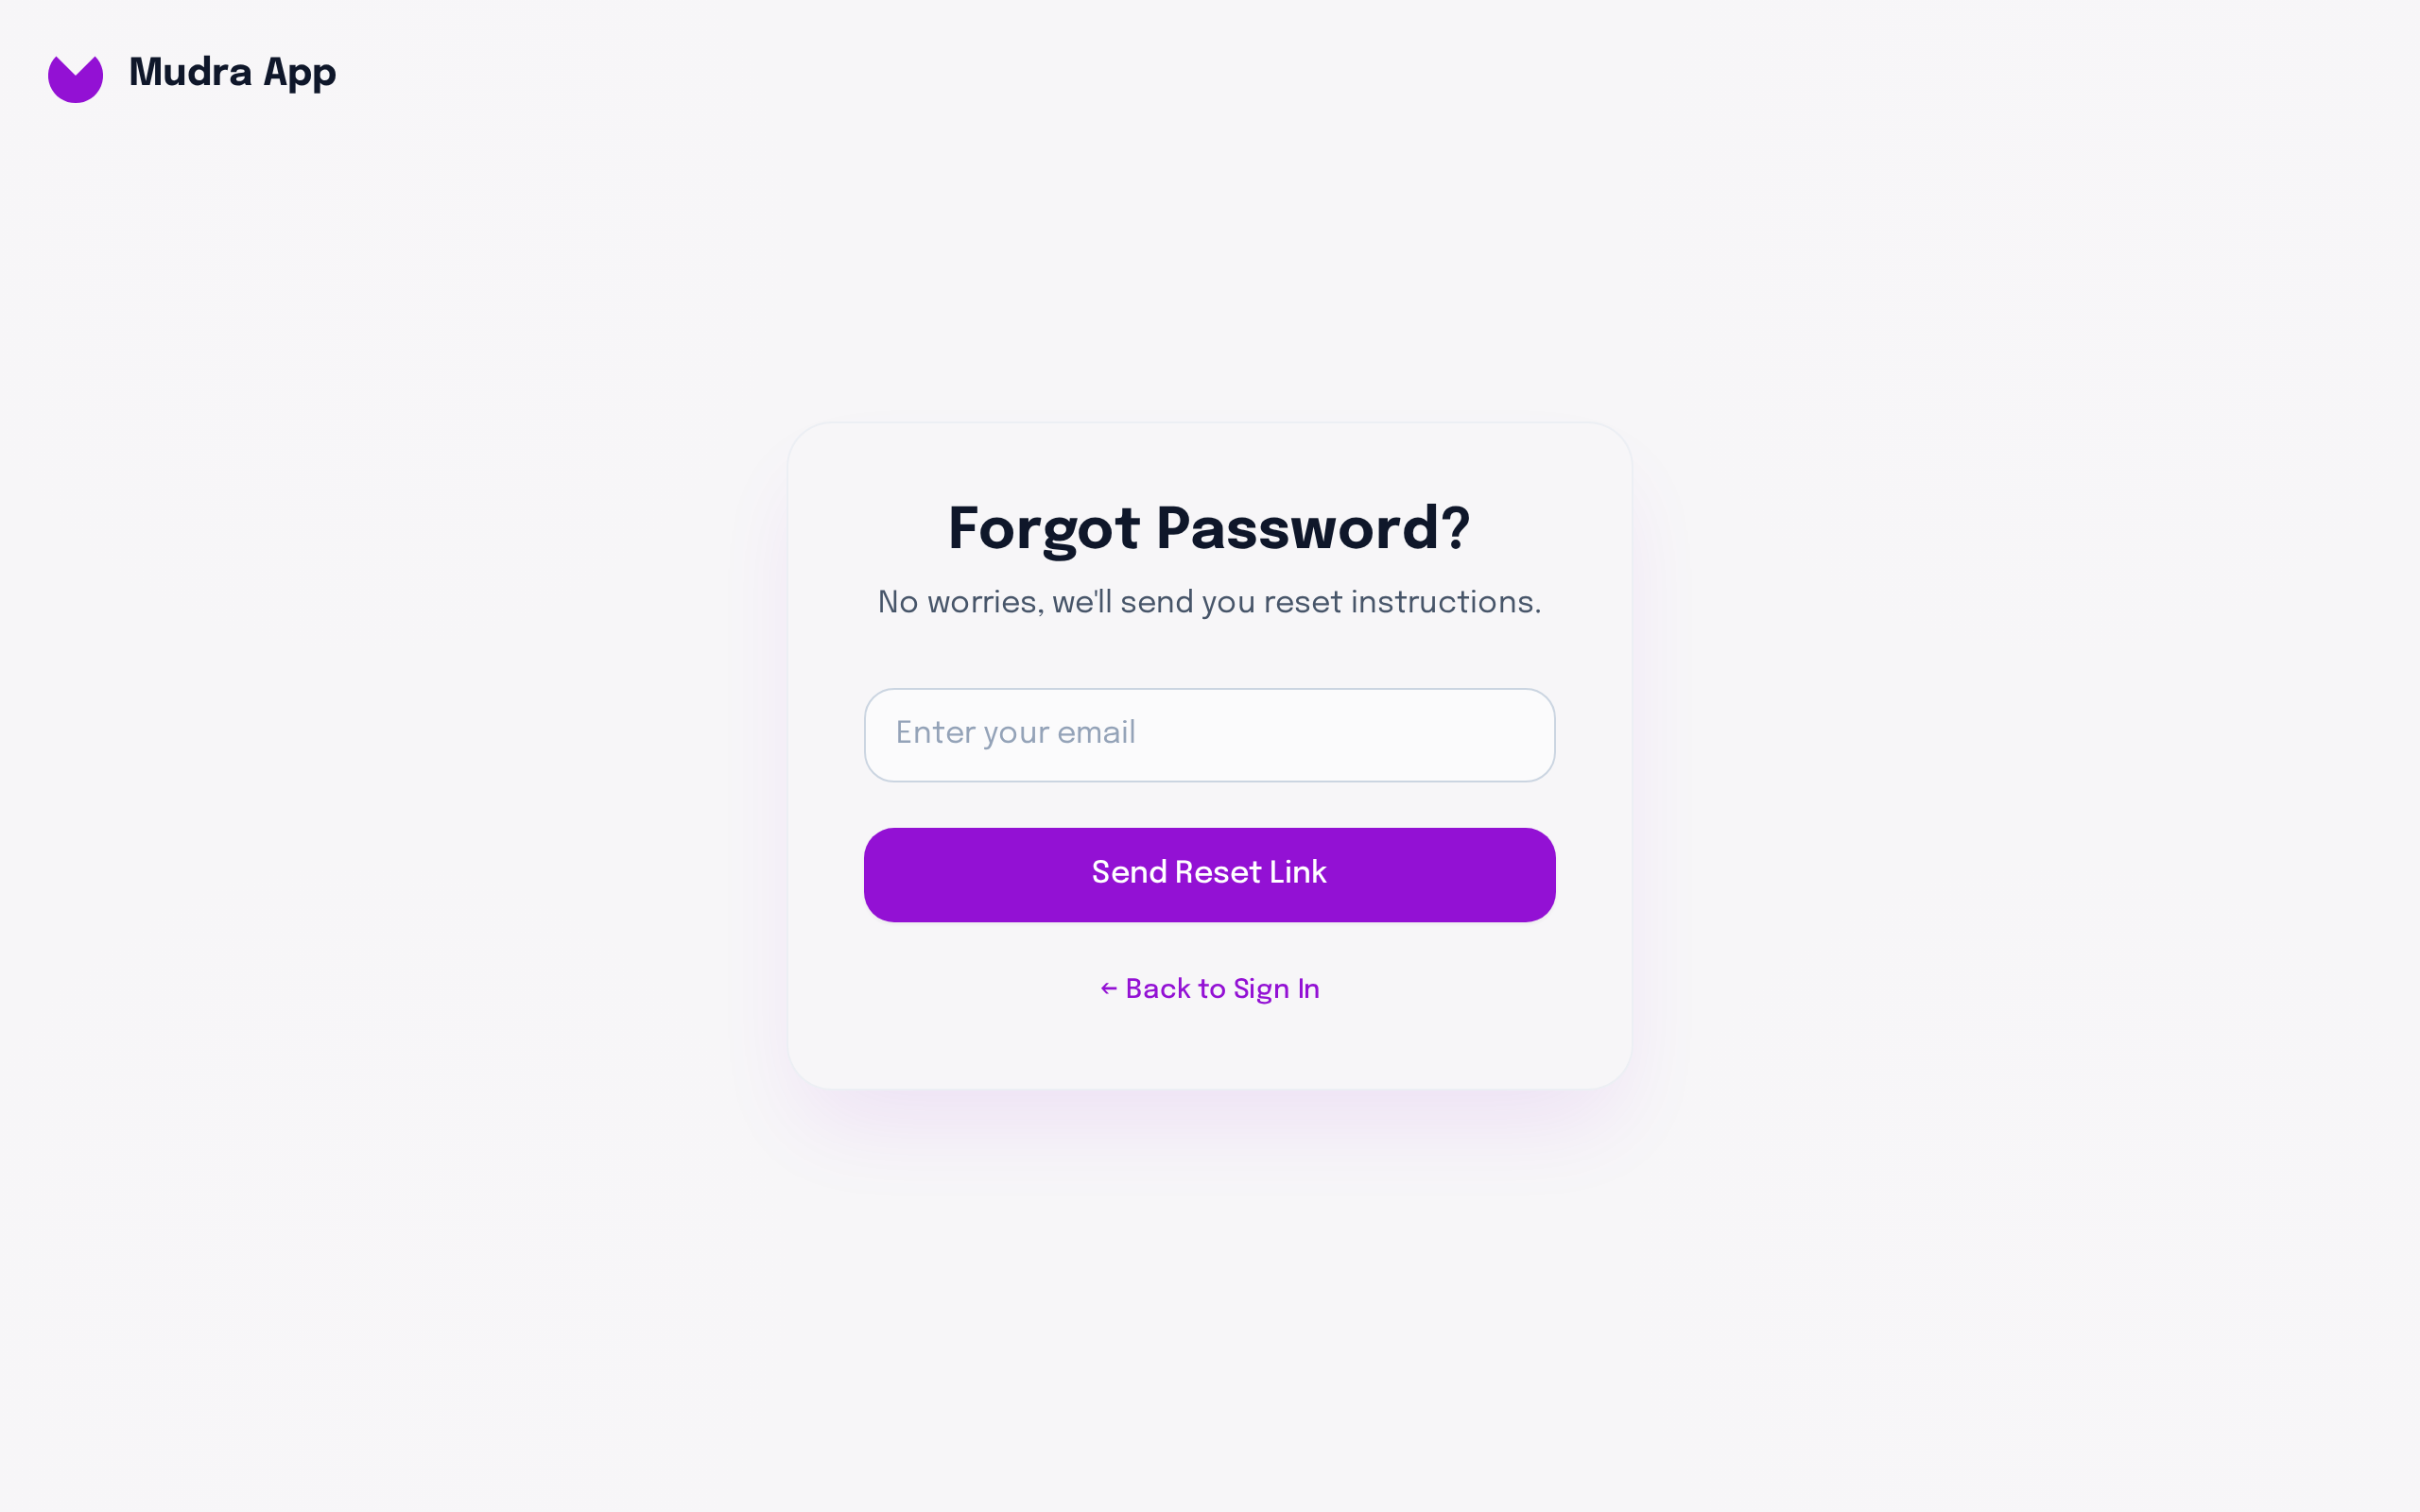 Mudra App
Forgot Password?
No worries, we'll send you reset instructions.
Enter your email
Send Reset Link
← Back to Sign In